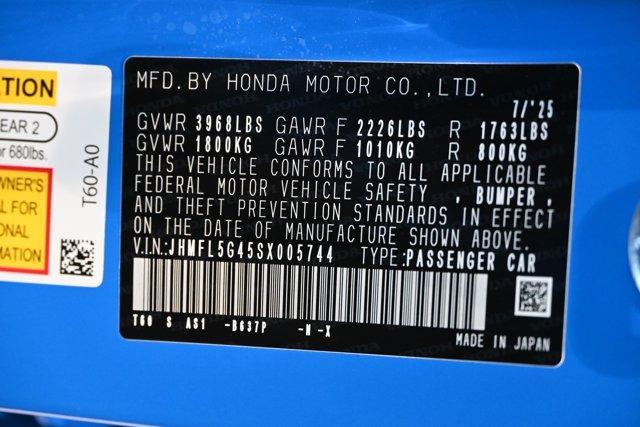 TION
EAR 2
r 680lbs.
WNER'S
AL FOR
ONAL
MATION
T60-A0
MFD.BY HONDA MOTOR CO.,LTD.
7/'25
GVWR 3968LBS GAWR F 2226LBS R 1763LBS
GVWR 1800KG GAWR F 1010KG R 800KG
THIS VEHICLE CONFORMS TO ALL APPLICABLE
FEDERAL MOTOR VEHICLE SAFETY , BUMPER ,
AND THEFT PREVENTION STANDARDS IN EFFECT
ON THE DATE OF MANUFACTURE SHOWN ABOVE.
V.I.N:JHMFL5G45SX005744 TYPE:PASSENGER CAR
T60 S AS1 -B637P -N -X
MADE IN JAPAN